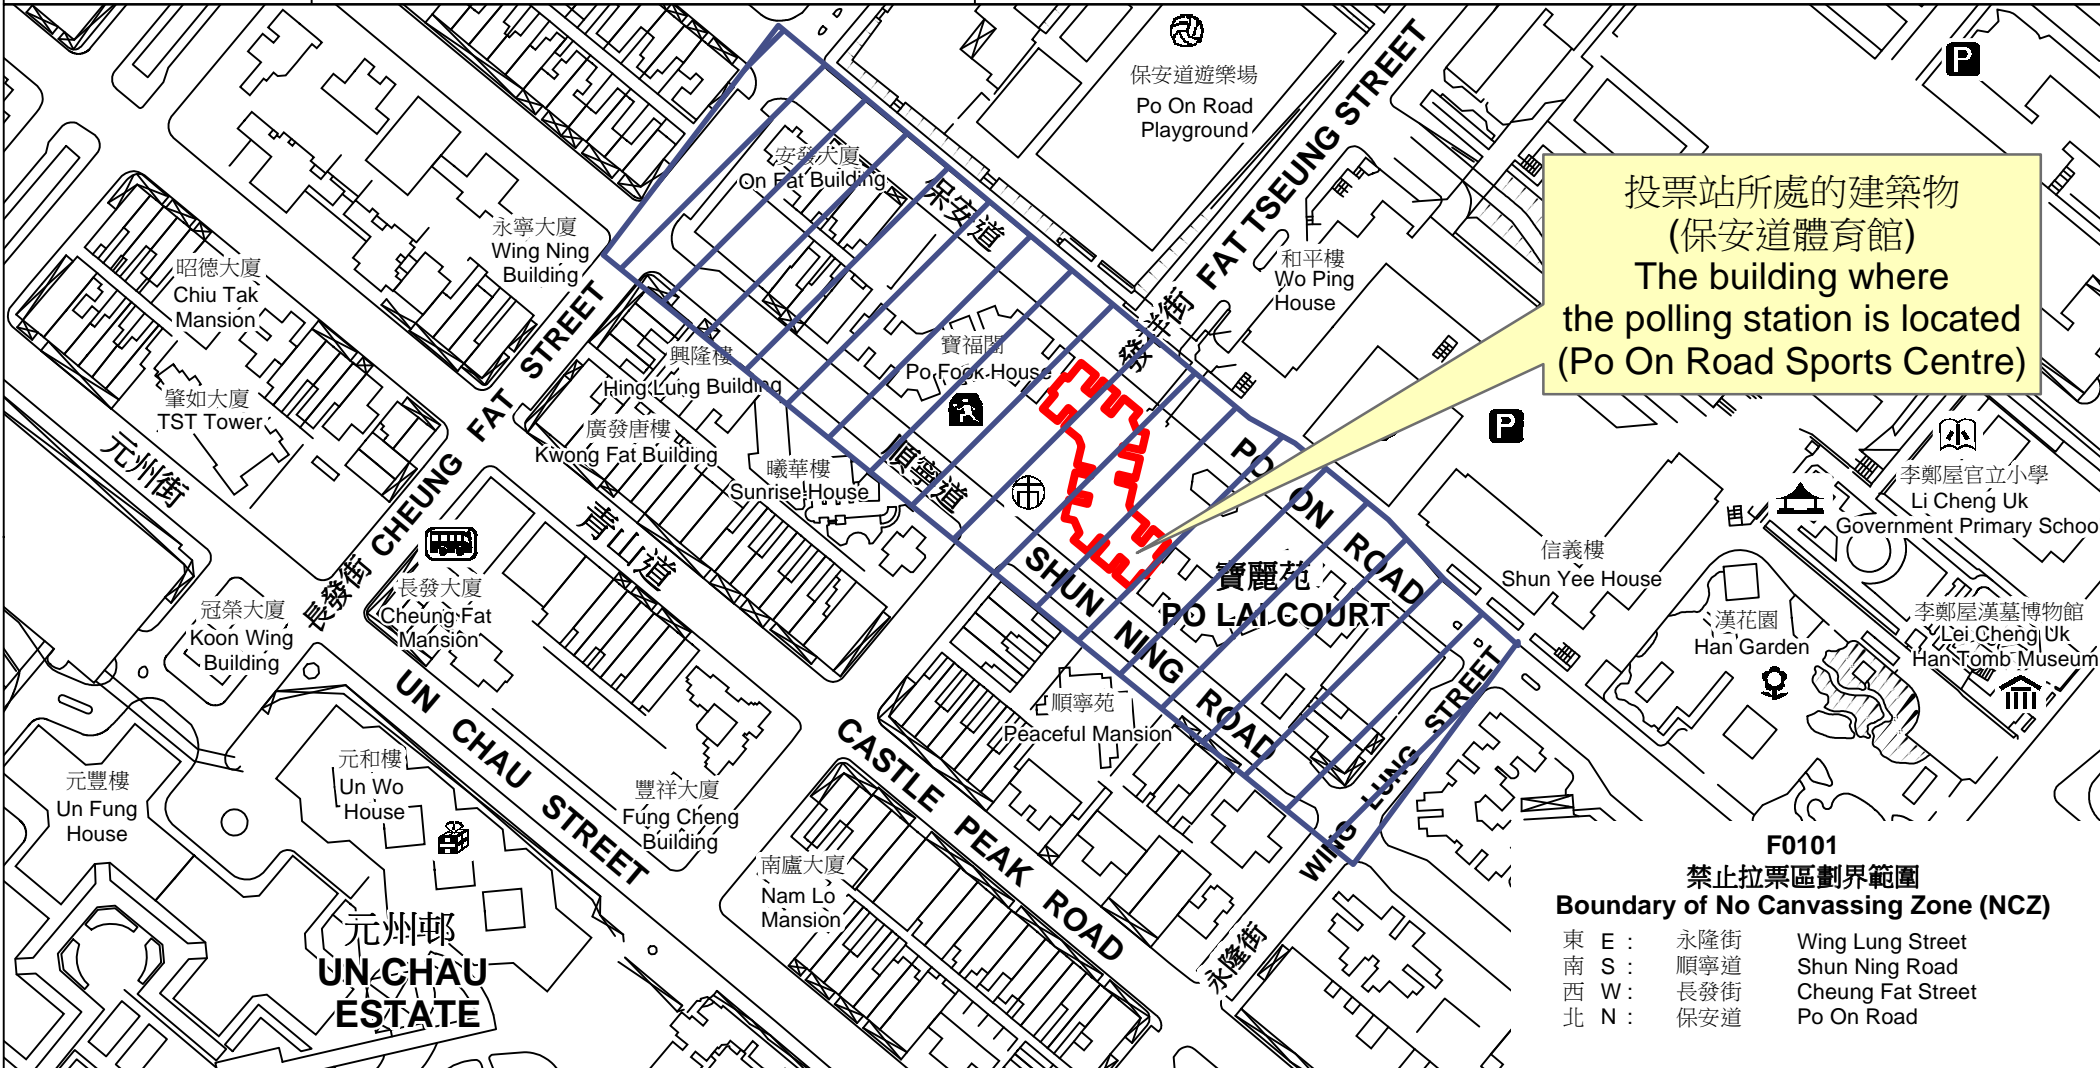 保安道遊樂場
Po On Road
Playground
FAT TSEUNG STREET
發祥街
安發大廈
On Fat Building
保安道
永寧大廈
Wing Ning
Building
昭德大廈
Chiu Tak
Mansion
和平樓
Wo Ping
House
投票站所處的建築物
(保安道體育館)
The building where
the polling station is located
(Po On Road Sports Centre)
P
P
肇如大廈
TST Tower
元州街
興隆樓
Hing Lung Building
寶福閣
Po Fook House
廣發唐樓
Kwong Fat Building
曦華樓
Sunrise House
順寧道
市
長發街 CHEUNG FAT STREET
青山道
長發大廈
Cheung Fat
Mansion
冠榮大廈
Koon Wing
Building
PO ON ROAD
SHUN NING ROAD
寶麗苑
PO LAI COURT
信義樓
Shun Yee House
小
李鄭屋官立小學
Li Cheng Uk
Government Primary Schoo
漢花園
Han Garden
李鄭屋漢墓博物館
Lei Cheng Uk
Han Tomb Museum
順寧苑
Peaceful Mansion
UN CHAU STREET
CASTLE PEAK ROAD
WING LUNG STREET
永隆街
元豐樓
Un Fung
House
元和樓
Un Wo
House
豐祥大廈
Fung Cheng
Building
南廬大廈
Nam Lo
Mansion
元州邨
UN CHAU
ESTATE
F0101
禁止拉票區劃界範圍
Boundary of No Canvassing Zone (NCZ)
東 E : 永隆街 Wing Lung Street
南 S : 順寧道 Shun Ning Road
西 W : 長發街 Cheung Fat Street
北 N : 保安道 Po On Road